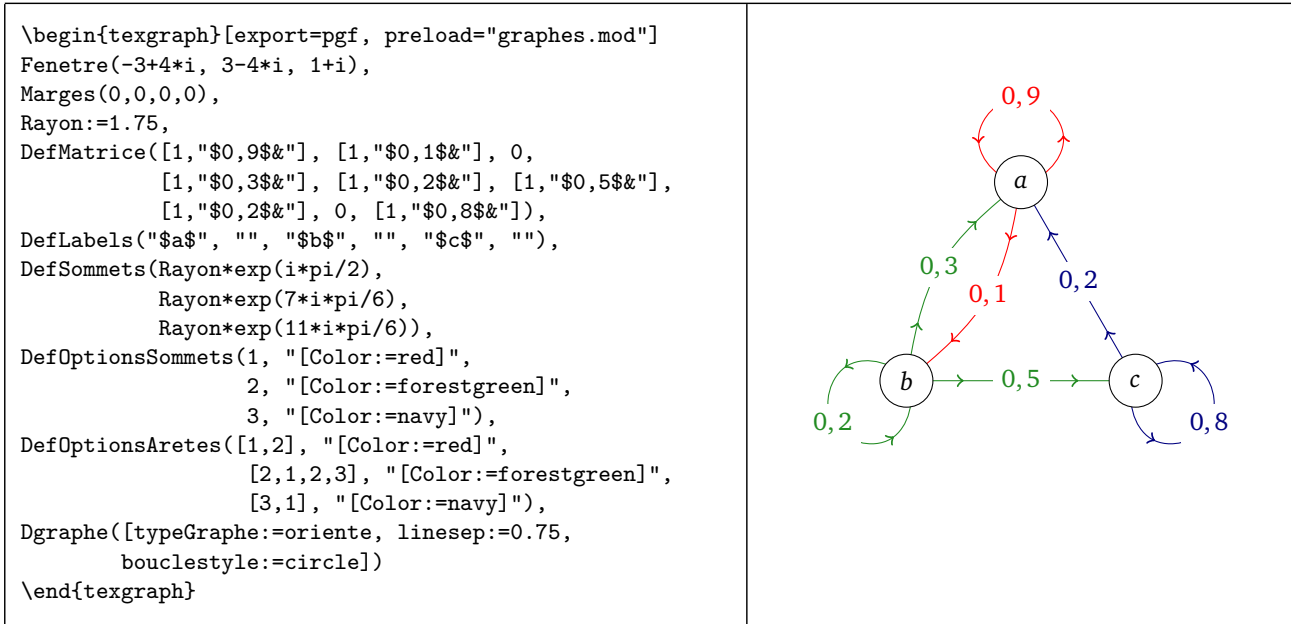 \begin{texgraph}[export=pgf, preload="graphes.mod"]
Fenetre(-3+4*i, 3-4*i, 1+i),
Marges(0,0,0,0),
Rayon:=1.75,
DefMatrice([1,"$0,9$&"], [1,"$0,1$&"], 0,
           [1,"$0,3$&"], [1,"$0,2$&"], [1,"$0,5$&"],
           [1,"$0,2$&"], 0, [1,"$0,8$&"]),
DefLabels("$a$", "", "$b$", "", "$c$", ""),
DefSommets(Rayon*exp(i*pi/2),
           Rayon*exp(7*i*pi/6),
           Rayon*exp(11*i*pi/6)),
DefOptionsSommets(1, "[Color:=red]",
                  2, "[Color:=forestgreen]",
                  3, "[Color:=navy]"),
DefOptionsAretes([1,2], "[Color:=red]",
                  [2,1,2,3], "[Color:=forestgreen]",
                  [3,1], "[Color:=navy]"),
Dgraphe([typeGraphe:=oriente, linesep:=0.75,
        bouclestyle:=circle])
\end{texgraph}
0,9
a
0,3
0,2
0,1
b
0,5
c
0,2
0,8